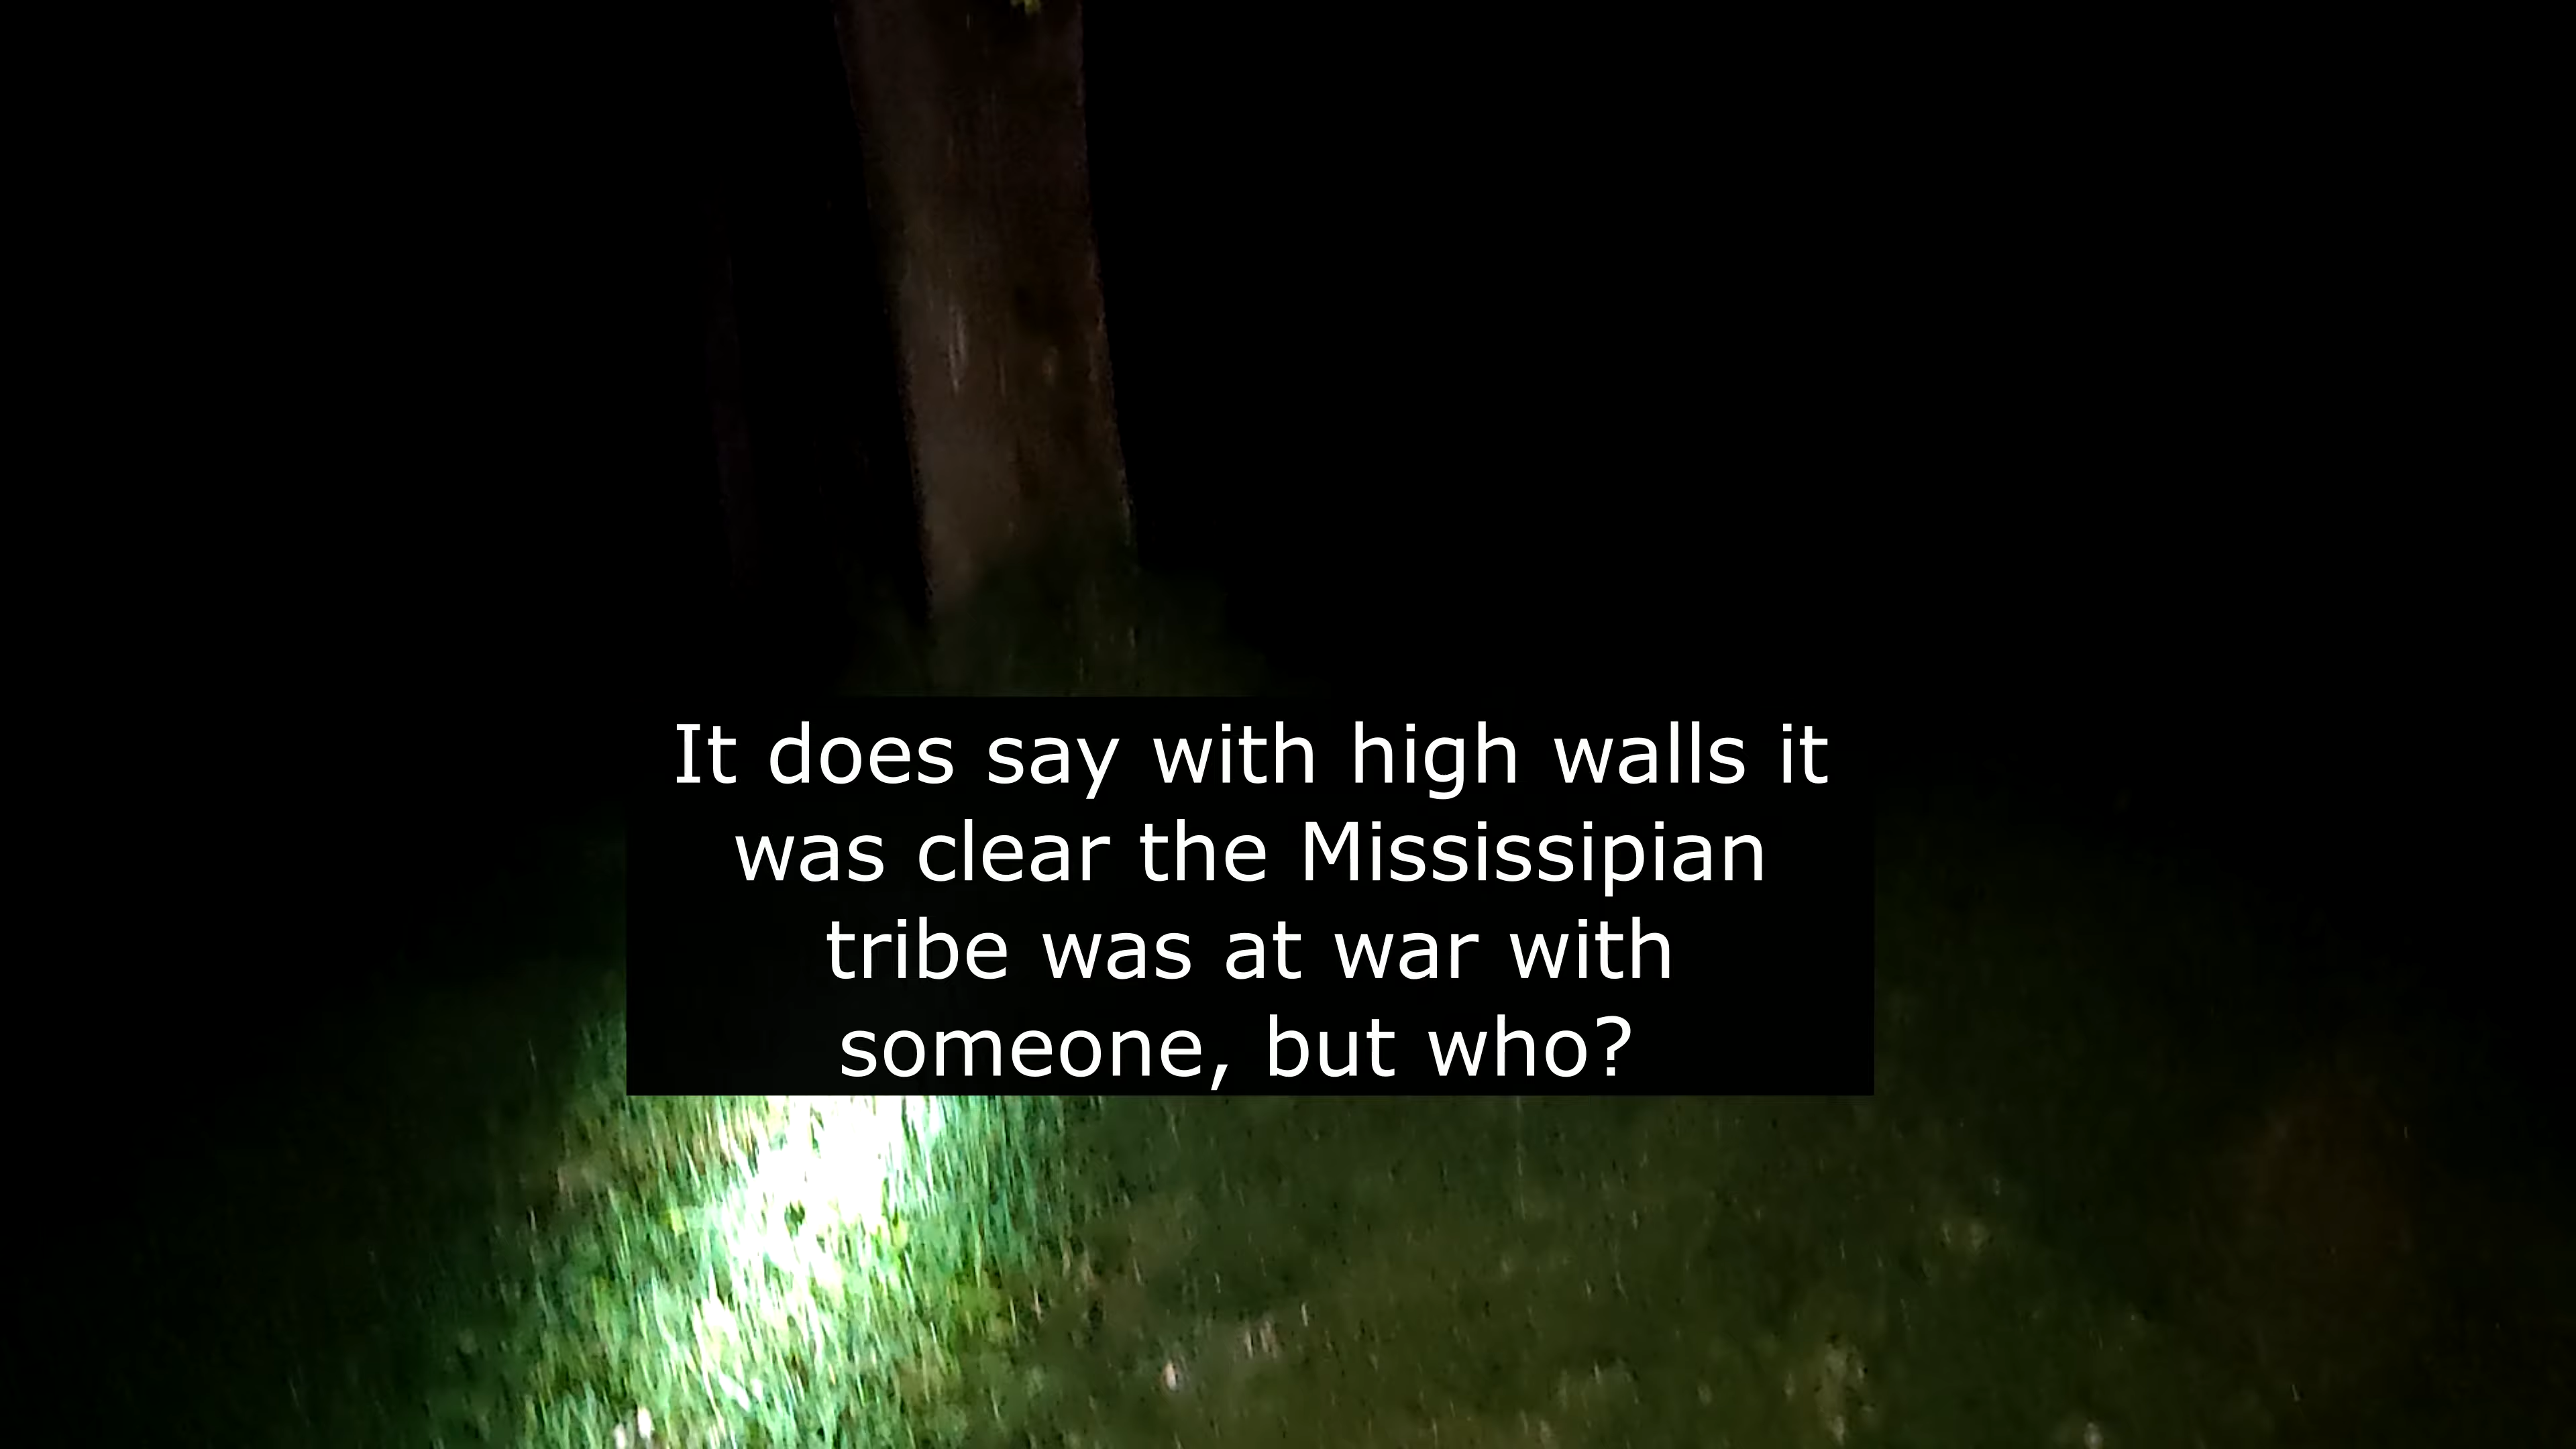 It does say with high walls it
was clear the Mississipian
tribe was at war with
someone, but who?